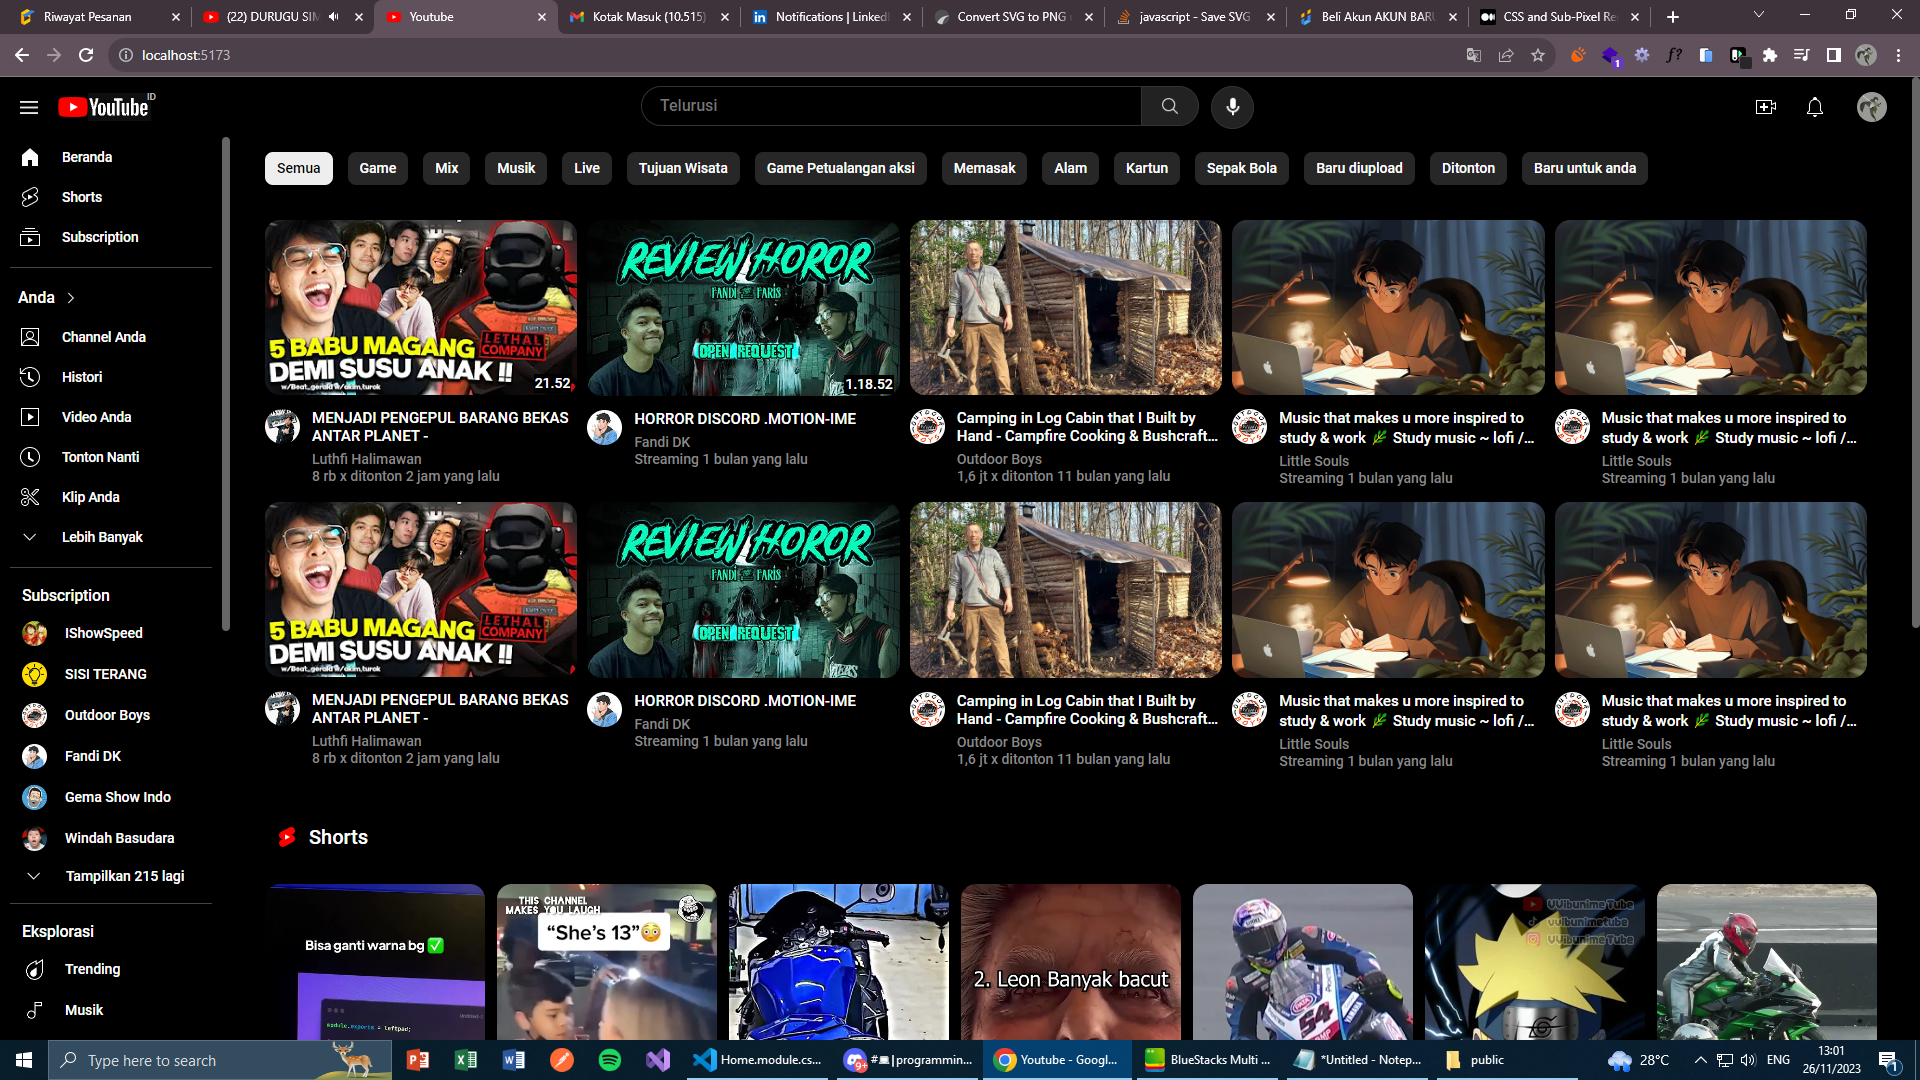 Riwayat Pesanan
(22) DURUGU SIM
Youtube
Kotak Masuk (10.515)
Notifications | Linked
Convert SVG to PNG
javascript - Save SVG
Beli Akun AKUN BARU
CSS and Sub-Pixel Re
localhost:5173
1
YouTube ID
Telurusi
Beranda
Shorts
Subscription
Anda
Channel Anda
Histori
Video Anda
Tonton Nanti
Klip Anda
Lebih Banyak
Subscription
IShowSpeed
SISI TERANG
Outdoor Boys
Fandi DK
Gema Show Indo
Windah Basudara
Tampilkan 215 lagi
Eksplorasi
Trending
Musik
Semua
Game
Mix
Musik
Live
Tujuan Wisata
Game Petualangan aksi
Memasak
Alam
Kartun
Sepak Bola
Baru diupload
Ditonton
Baru untuk anda
LETHAL COMPANY
5 BABU MAGANG
DEMI SUSU ANAK !!
21.52
REVIEW HOROR
FANDI FARIS
OPEN REQUEST
1.18.52
MENJADI PENGEPUL BARANG BEKAS
ANTAR PLANET -
Luthfi Halimawan
8 rb x ditonton 2 jam yang lalu
HORROR DISCORD .MOTION-IME
Fandi DK
Streaming 1 bulan yang lalu
Camping in Log Cabin that I Built by
Hand - Campfire Cooking & Bushcraft...
Outdoor Boys
1,6 jt x ditonton 11 bulan yang lalu
Music that makes u more inspired to
study & work 🌿 Study music ~ lofi /...
Little Souls
Streaming 1 bulan yang lalu
Music that makes u more inspired to
study & work 🌿 Study music ~ lofi /...
Little Souls
Streaming 1 bulan yang lalu
LETHAL COMPANY
5 BABU MAGANG
DEMI SUSU ANAK !!
REVIEW HOROR
FANDI FARIS
OPEN REQUEST
MENJADI PENGEPUL BARANG BEKAS
ANTAR PLANET -
Luthfi Halimawan
8 rb x ditonton 2 jam yang lalu
HORROR DISCORD .MOTION-IME
Fandi DK
Streaming 1 bulan yang lalu
Camping in Log Cabin that I Built by
Hand - Campfire Cooking & Bushcraft...
Outdoor Boys
1,6 jt x ditonton 11 bulan yang lalu
Music that makes u more inspired to
study & work 🌿 Study music ~ lofi /...
Little Souls
Streaming 1 bulan yang lalu
Music that makes u more inspired to
study & work 🌿 Study music ~ lofi /...
Little Souls
Streaming 1 bulan yang lalu
Shorts
Bisa ganti warna bg ✅
module.exports = leftpad;
THIS CHANNEL
MAKES YOU LAUGH
“She’s 13”😳
2. Leon Banyak bacut
54
VVibunimeTube
vvibunimetube
VVibunimeTube
Type here to search
Home.module.cs...
#💻|programmin...
9+
Youtube - Googl...
BlueStacks Multi ...
*Untitled - Notep...
public
28°C
ENG
13:01
26/11/2023
1